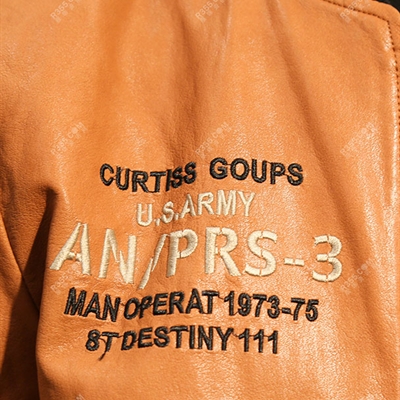 CURTISS GOUPS
U.S.ARMY
AN/PRS-3
MAN OPERAT 1973-75
8T DESTINY 111